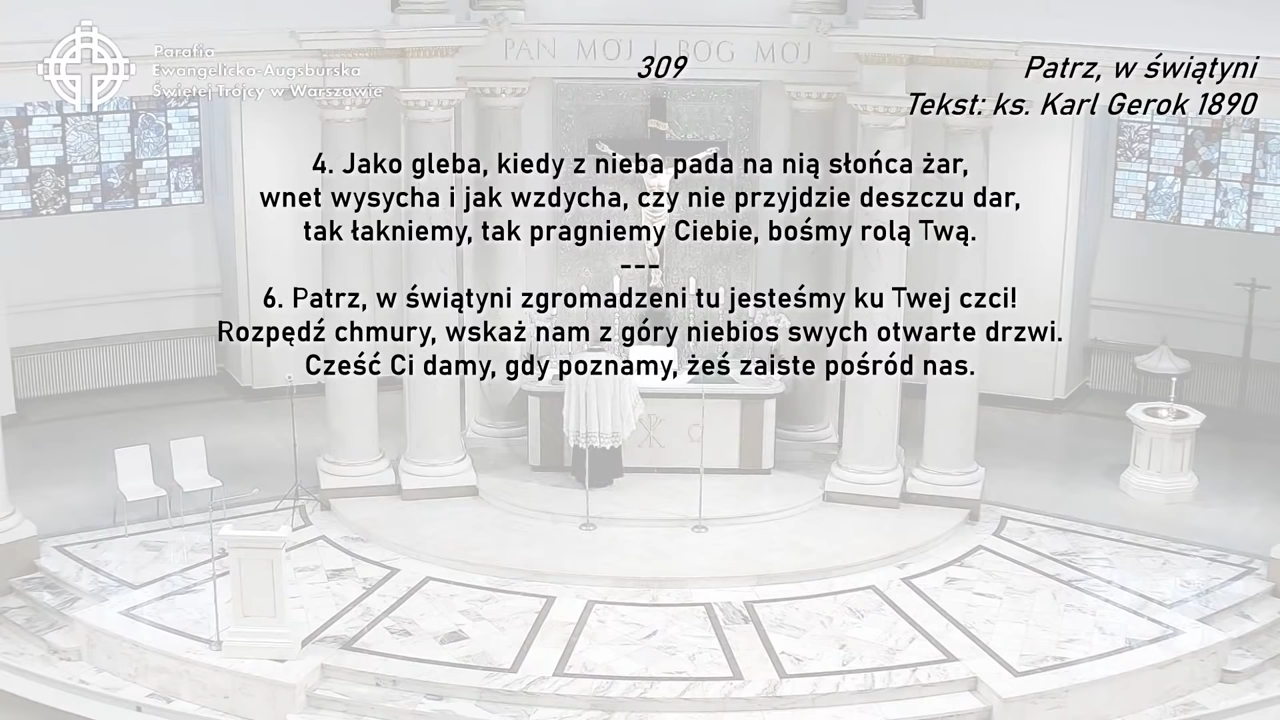 Parafia
Ewangelicko-Augsburska
Świętej Trójcy w Warszawie
PAN MÓJ I BÓG MÓJ
309
Patrz, w świątyni
Tekst: ks. Karl Gerok 1890
4. Jako gleba, kiedy z nieba pada na nią słońca żar,
wnet wysycha i jak wzdycha, czy nie przyjdzie deszczu dar,
tak łakniemy, tak pragniemy Ciebie, bośmy rolą Twą.
---
6. Patrz, w świątyni zgromadzeni tu jesteśmy ku Twej czci!
Rozpędź chmury, wskaż nam z góry niebios swych otwarte drzwi.
Cześć Ci damy, gdy poznamy, żeś zaiste pośród nas.